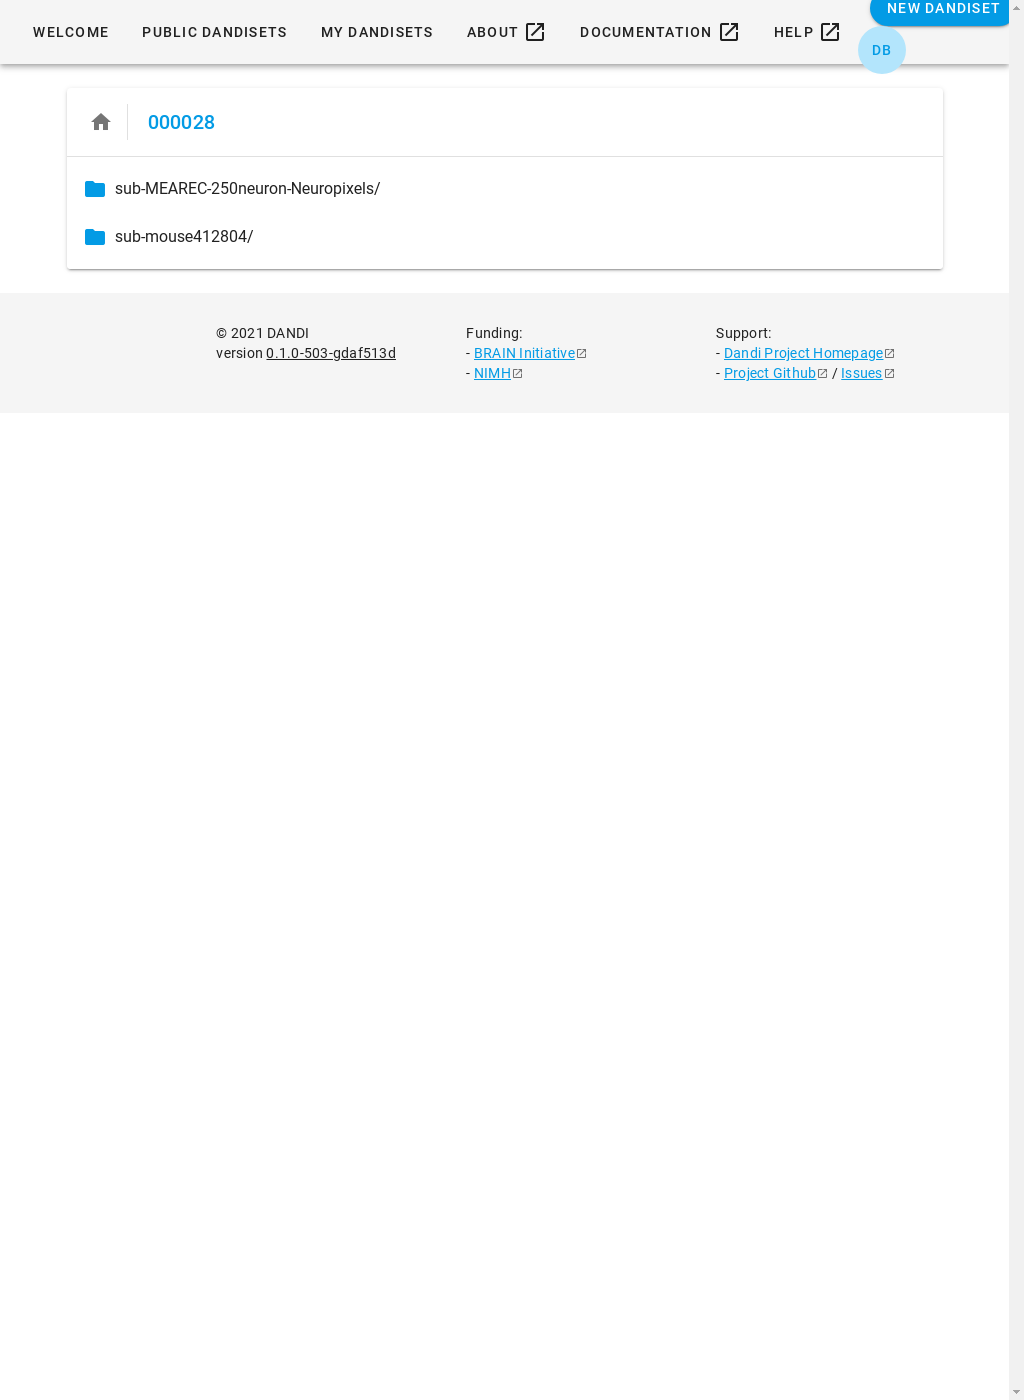 NEW DANDISET
WELCOME PUBLIC DANDISETS MY DANDISETS ABOUT DOCUMENTATION HELP
DB
000028
sub-MEAREC-250neuron-Neuropixels/
sub-mouse412804/
© 2021 DANDI
version 0.1.0-503-gdaf513d
Funding:
- BRAIN Initiative
- NIMH
Support:
- Dandi Project Homepage
- Project Github / Issues